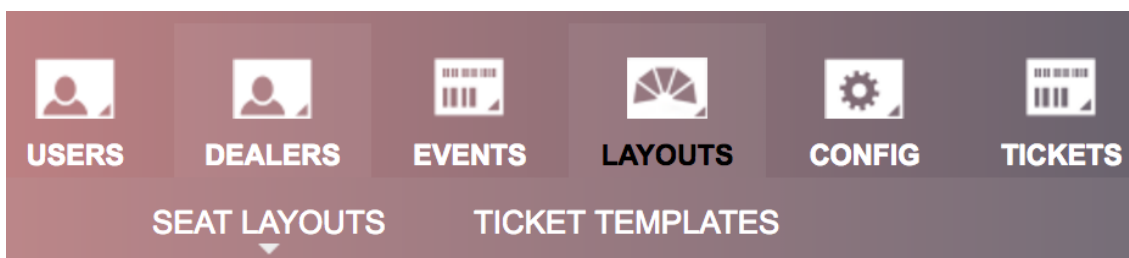 USERS DEALERS EVENTS LAYOUTS CONFIG TICKETS
SEAT LAYOUTS TICKET TEMPLATES